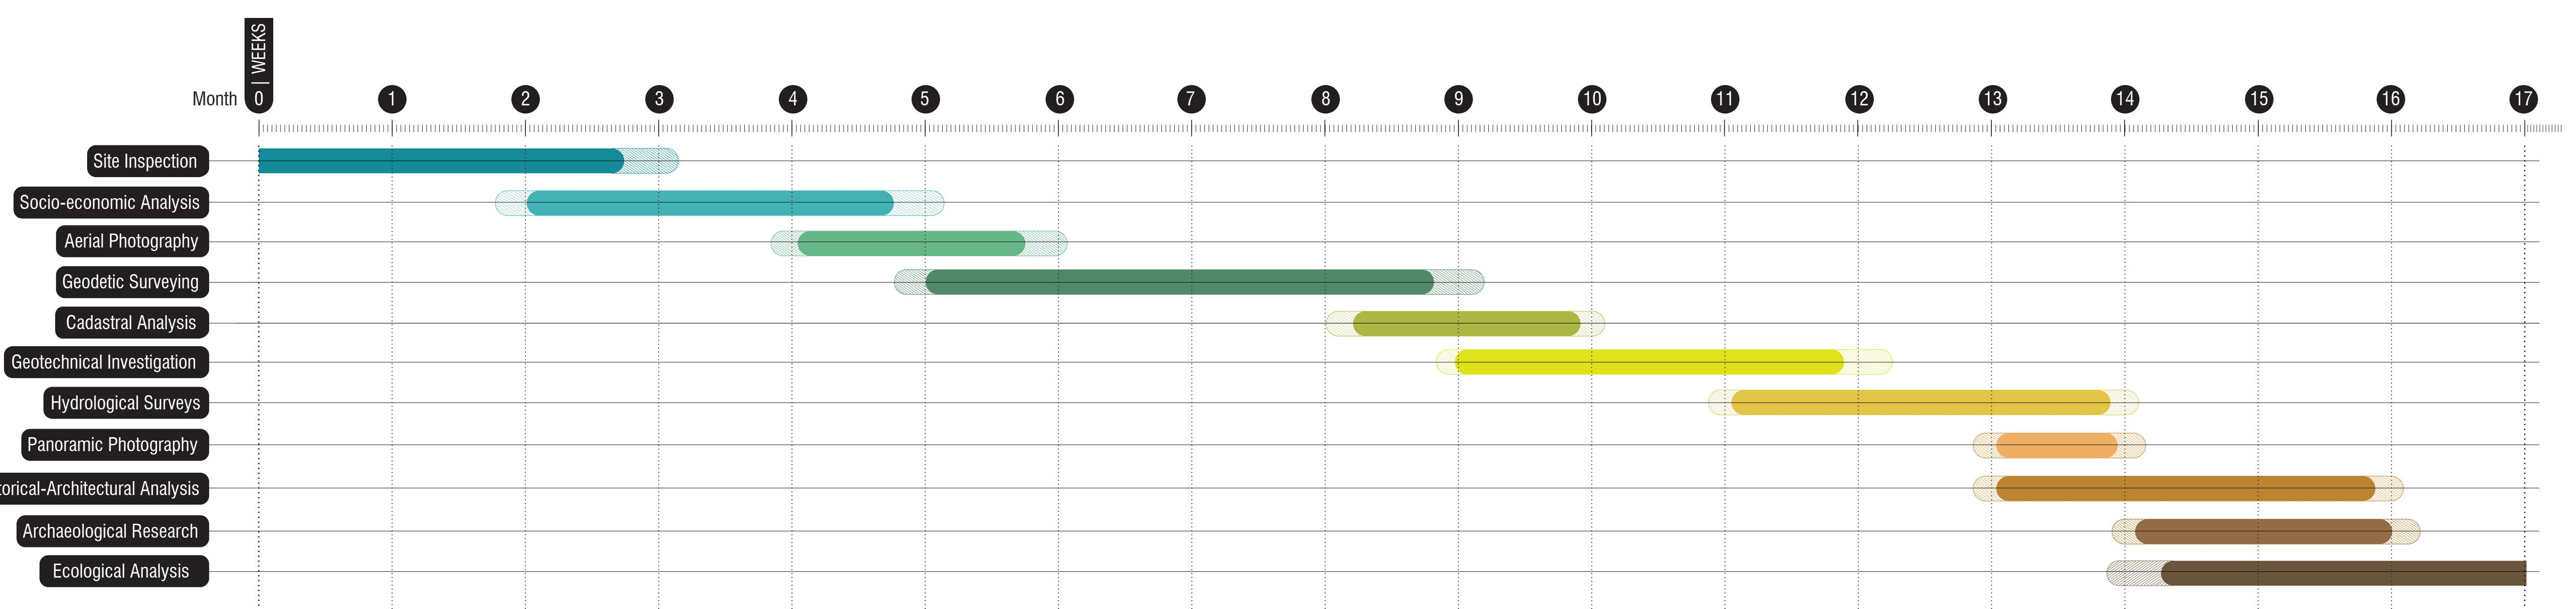 WEEKS
Month 0 1 2 3 4 5 6 7 8 9 10 11 12 13 14 15 16 17
Site Inspection
Socio-economic Analysis
Aerial Photography
Geodetic Surveying
Cadastral Analysis
Geotechnical Investigation
Hydrological Surveys
Panoramic Photography
torical-Architectural Analysis
Archaeological Research
Ecological Analysis